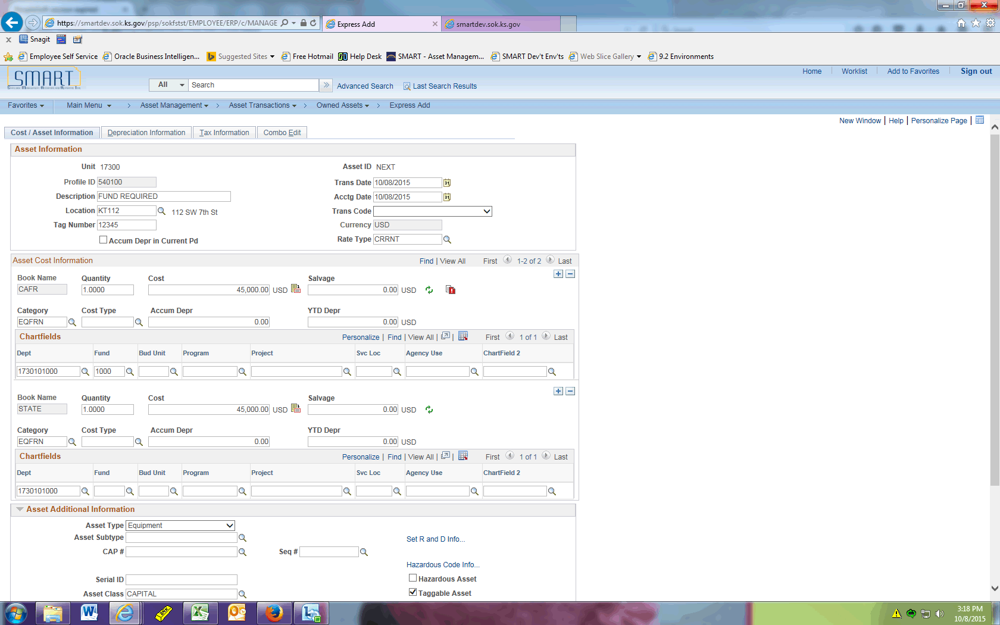 https://smartdev.sok.ks.gov/psp/sokfstst/EMPLOYEE/ERP/c/MANAGE
Express Add
smartdev.sok.ks.gov
Snagit
Employee Self Service
Oracle Business Intelligen...
Suggested Sites
Free Hotmail
Help Desk
SMART - Asset Managem...
SMART Dev't Env'ts
Web Slice Gallery
9.2 Environments
SMART
All
Search
Advanced Search
Last Search Results
Home
Worklist
Add to Favorites
Sign out
Favorites
Main Menu > Asset Management > Asset Transactions > Owned Assets > Express Add
New Window | Help | Personalize Page |
Cost / Asset Information
Depreciation Information
Tax Information
Combo Edit
Asset Information
Unit 17300
Asset ID NEXT
Profile ID 540100
Trans Date 10/08/2015
Description FUND REQUIRED
Acctg Date 10/08/2015
Location KT112 112 SW 7th St
Trans Code
Tag Number 12345
Currency USD
Accum Depr in Current Pd
Rate Type CRRNT
Asset Cost Information
Find | View All First 1-2 of 2 Last
Book Name Quantity Cost Salvage
CAFR 1.0000 45,000.00 USD 0.00 USD
Category Cost Type Accum Depr YTD Depr
EQFRN 0.00 0.00 USD
Chartfields
Personalize | Find | View All | | First 1 of 1 Last
Dept Fund Bud Unit Program Project Svc Loc Agency Use ChartField 2
1730101000 1000
Book Name Quantity Cost Salvage
STATE 1.0000 45,000.00 USD 0.00 USD
Category Cost Type Accum Depr YTD Depr
EQFRN 0.00 0.00 USD
Chartfields
Personalize | Find | View All | | First 1 of 1 Last
Dept Fund Bud Unit Program Project Svc Loc Agency Use ChartField 2
1730101000
Asset Additional Information
Asset Type Equipment
Asset Subtype
Set R and D Info...
CAP #
Seq #
Hazardous Code Info...
Serial ID
Hazardous Asset
Asset Class CAPITAL
Taggable Asset
3:18 PM
10/8/2015